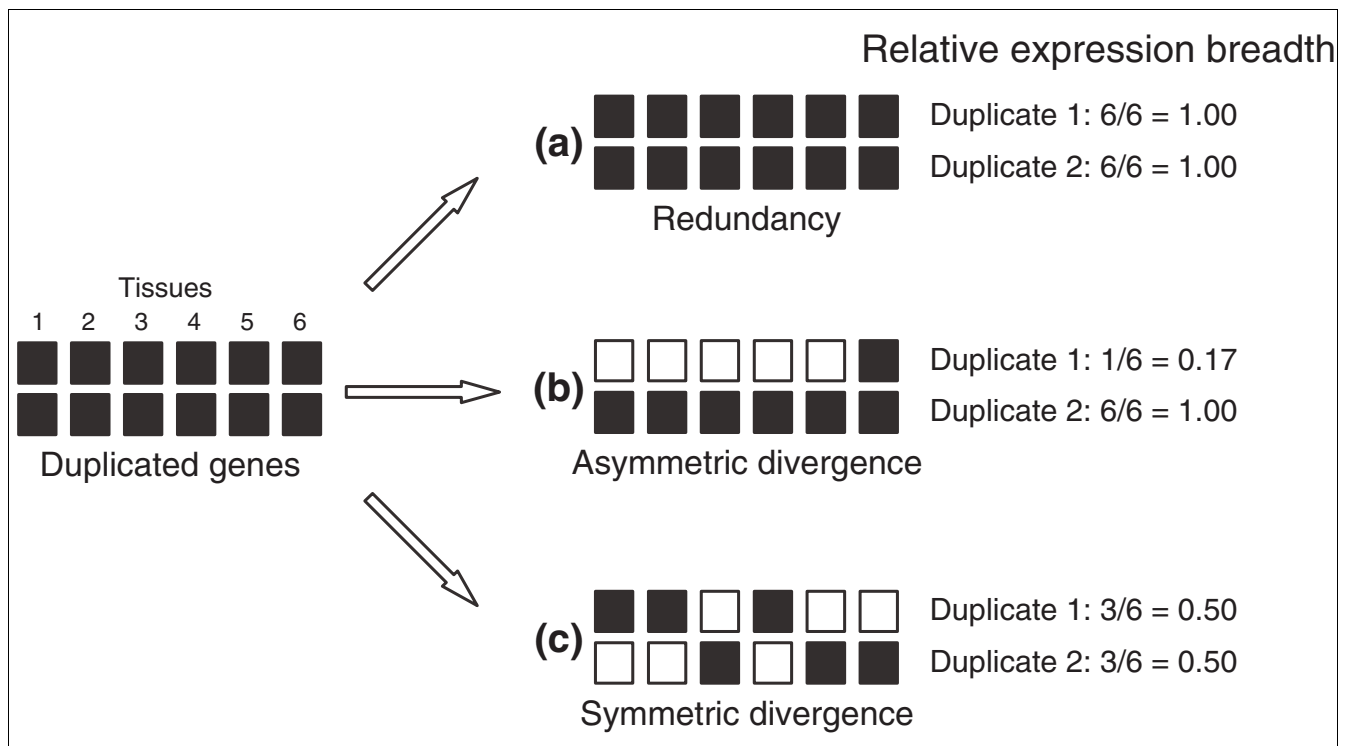 Relative expression breadth
(a)
Duplicate 1: 6/6 = 1.00
Duplicate 2: 6/6 = 1.00
Redundancy
Tissues
1 2 3 4 5 6
Duplicated genes
(b)
Duplicate 1: 1/6 = 0.17
Duplicate 2: 6/6 = 1.00
Asymmetric divergence
(c)
Duplicate 1: 3/6 = 0.50
Duplicate 2: 3/6 = 0.50
Symmetric divergence